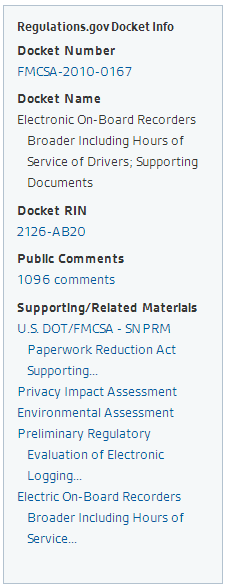 Regulations.gov Docket Info
Docket Number
FMCSA-2010-0167
Docket Name
Electronic On-Board Recorders
Broader Including Hours of
Service of Drivers; Supporting
Documents
Docket RIN
2126-AB20
Public Comments
1096 comments
Supporting/Related Materials
U.S. DOT/FMCSA - SNPRM
Paperwork Reduction Act
Supporting...
Privacy Impact Assessment
Environmental Assessment
Preliminary Regulatory
Evaluation of Electronic
Logging...
Electric On-Board Recorders
Broader Including Hours of
Service...